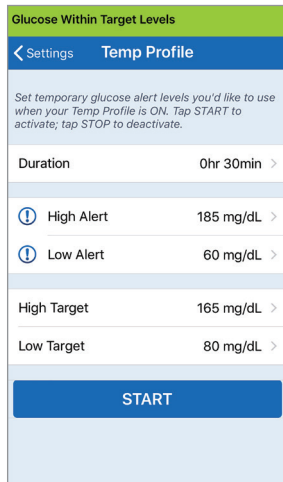 Glucose Within Target Levels
Settings Temp Profile
Set temporary glucose alert levels you'd like to use
when your Temp Profile is ON. Tap START to
activate; tap STOP to deactivate.
Duration 0hr 30min
High Alert 185 mg/dL
Low Alert 60 mg/dL
High Target 165 mg/dL
Low Target 80 mg/dL
START